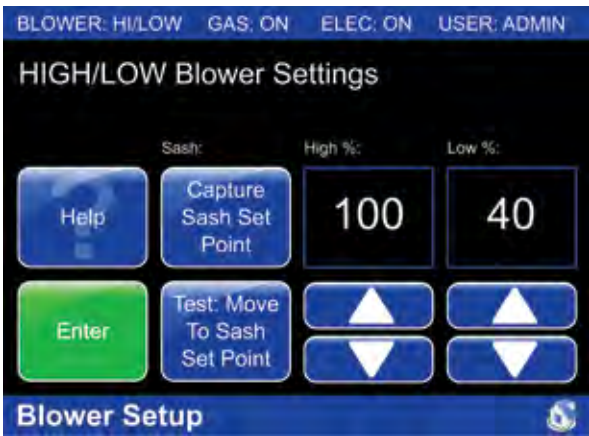 BLOWER: HI/LOW GAS: ON ELEC: ON USER: ADMIN
HIGH/LOW Blower Settings
Sash: High %: Low %:
Help
Capture
Sash Set
Point
100
40
Enter
Test: Move
To Sash
Set Point
Blower Setup